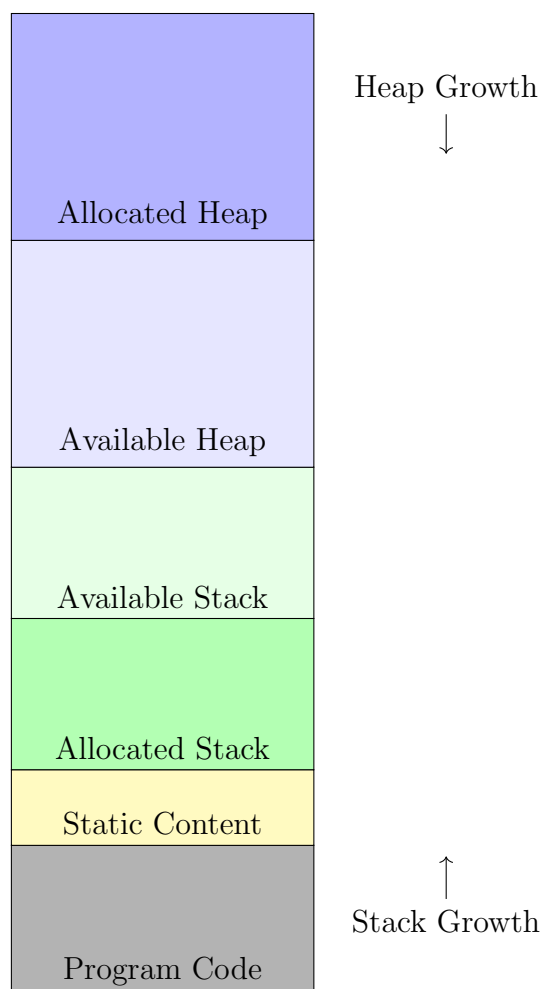 Heap Growth
Allocated Heap
Available Heap
Available Stack
Allocated Stack
Static Content
Stack Growth
Program Code